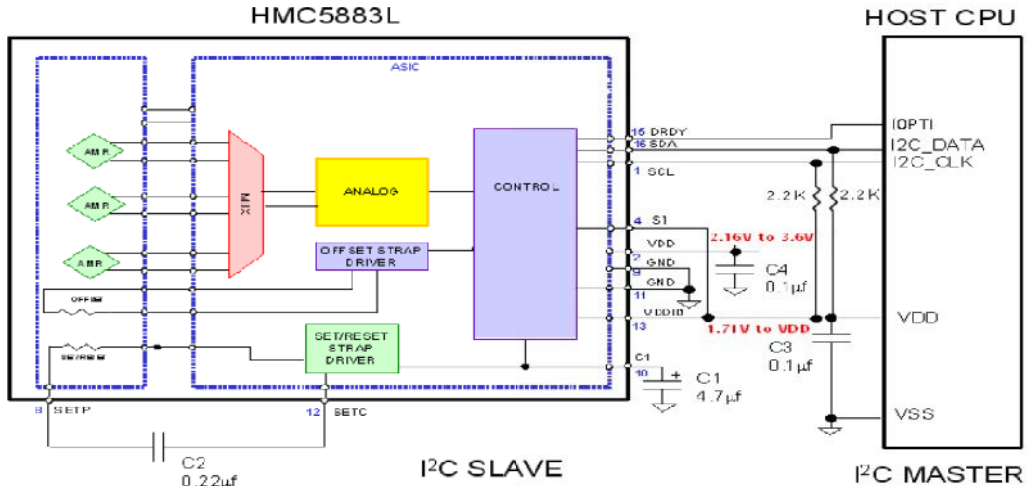 HMC5883L
HOST CPU
ASIC
AMR
AMR
AMR
MIX
ANALOG
CONTROL
OFFSET STRAP
DRIVER
SET/RESET
STRAP
DRIVER
OFFSET
SET/RESET
15 DRDY
16 SDA
1 SCL
4 S1
VDD
2
GND
9
GND
11
VDDIO
13
C1
10
8 SETP
12 SETC
C2
0.22µf
C1
4.7µf
+
2.16V to 3.6V
C4
0.1µf
1.71V to VDD
C3
0.1µf
2.2K
2.2K
I2C_DATA
I2C_CLK
VDD
VSS
I²C SLAVE
I²C MASTER